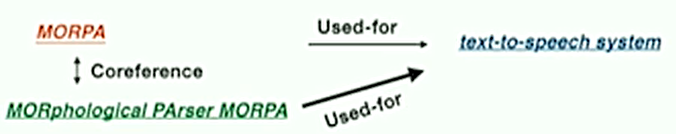 MORPA
Used-for
text-to-speech system
Coreference
MORphological PArser MORPA
Used-for